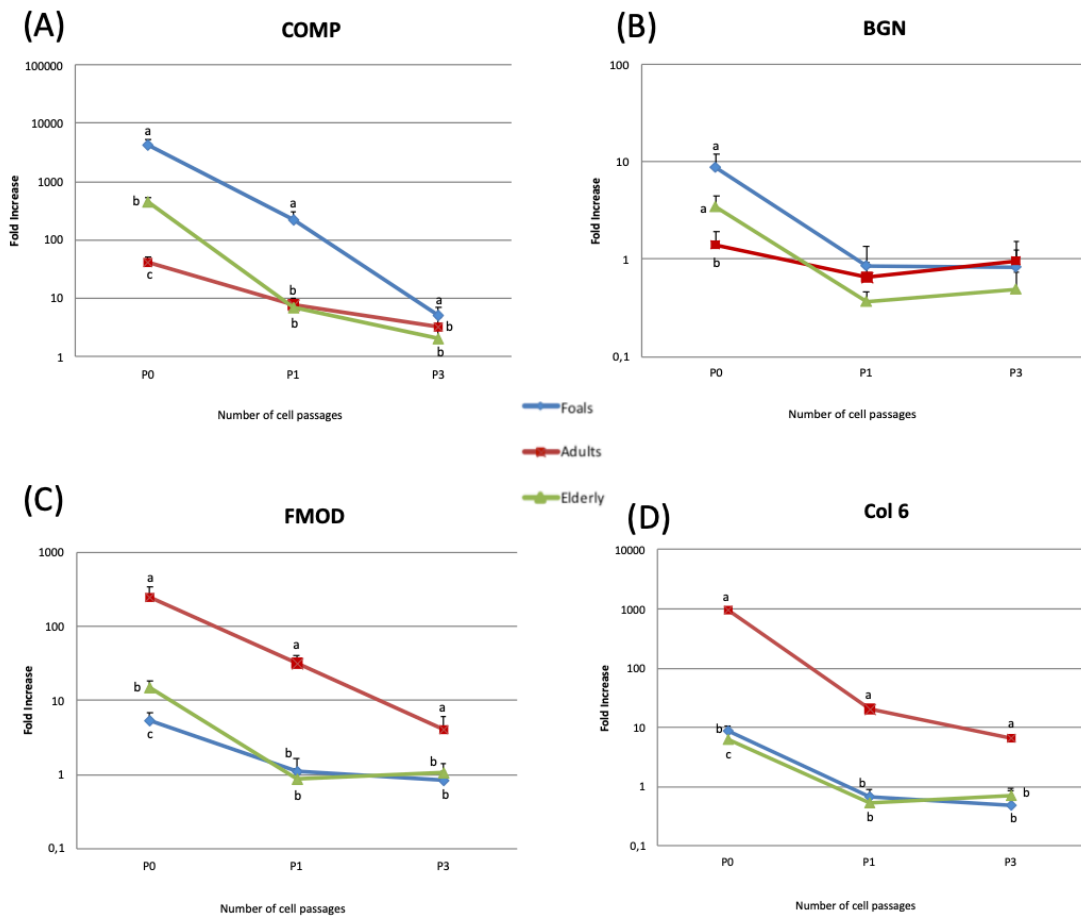 (A)
COMP
100000
10000
1000
100
10
1
Fold Increase
a
b
c
a
b
b
a
b
b
P0
P1
P3
Number of cell passages
(B)
BGN
100
10
1
0,1
Fold Increase
a
a
b
P0
P1
P3
Number of cell passages
Foals
Adults
Elderly
(C)
FMOD
1000
100
10
1
0,1
Fold Increase
a
b
c
a
b
b
a
b
b
P0
P1
P3
Number of cell passages
(D)
Col 6
10000
1000
100
10
1
0,1
Fold Increase
a
b
c
a
b
b
a
b
b
P0
P1
P3
Number of cell passages